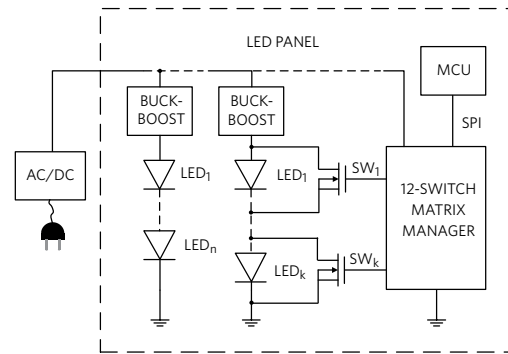 LED PANEL
MCU
BUCK-
BOOST
BUCK-
BOOST
SPI
AC/DC
LED₁
LED₁
SW₁
12-SWITCH
MATRIX
MANAGER
LEDₙ
LEDₖ
SWₖ